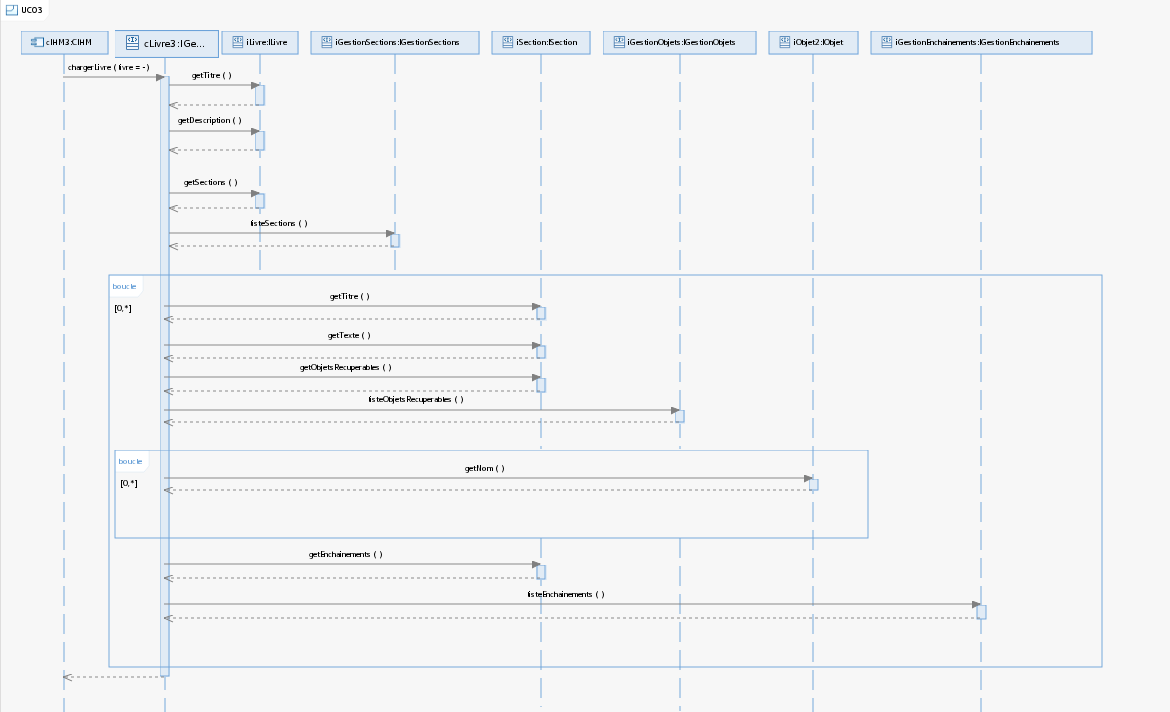 UC03
cIHM3:CIHM
cLivre3:IGe...
iLivre:ILivre
iGestionSections:IGestionSections
iSection:ISection
iGestionObjets:IGestionObjets
iObjet2:IObjet
iGestionEnchainements:IGestionEnchainements
chargerLivre ( livre = - )
getTitre ( )
getDescription ( )
getSections ( )
listeSections ( )
boucle
[0,*]
getTitre ( )
getTexte ( )
getObjetsRecuperables ( )
listeObjetsRecuperables ( )
boucle
[0,*]
getNom ( )
getEnchainements ( )
listeEnchainements ( )